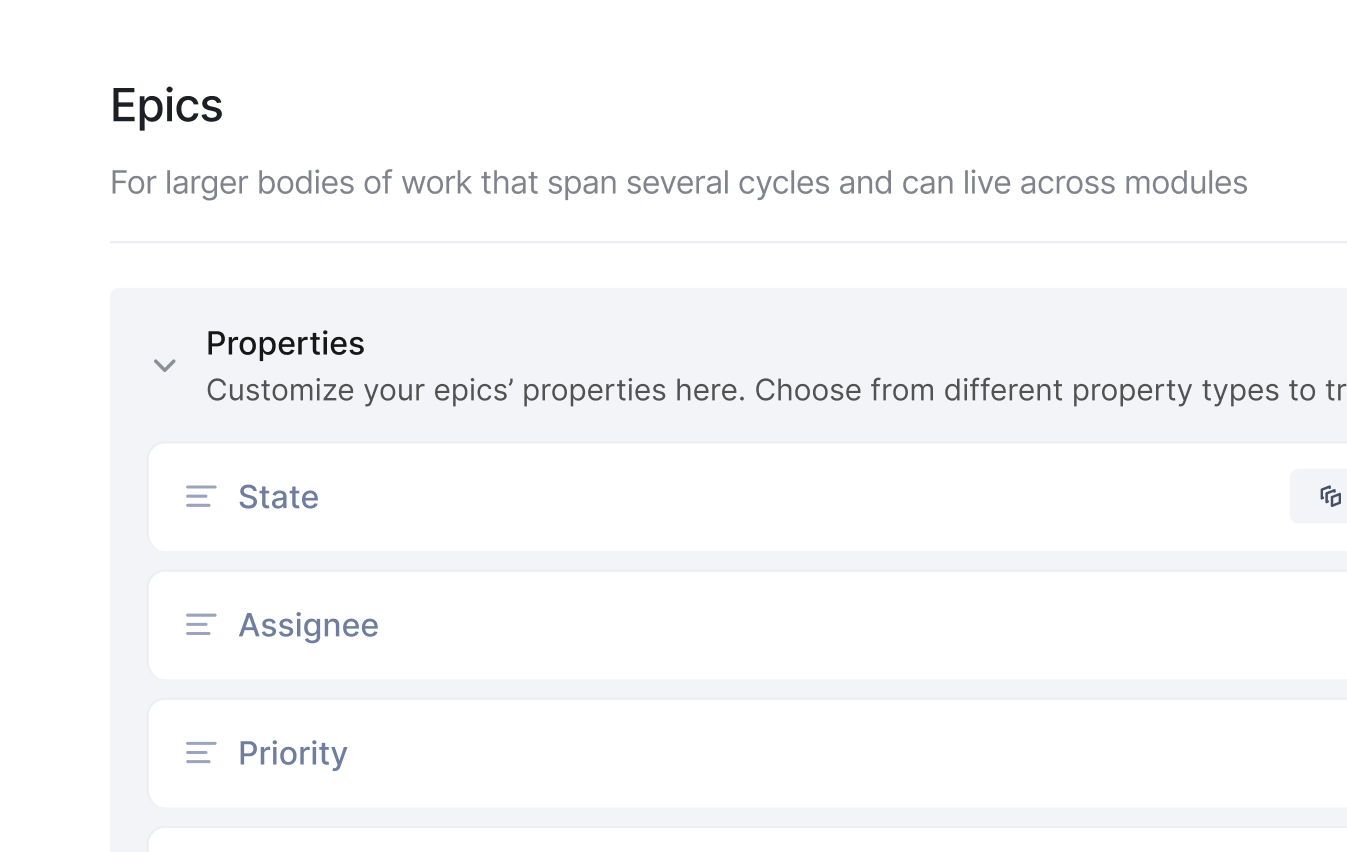 Epics
For larger bodies of work that span several cycles and can live across modules
Properties
Customize your epics’ properties here. Choose from different property types to
State
Assignee
Priority